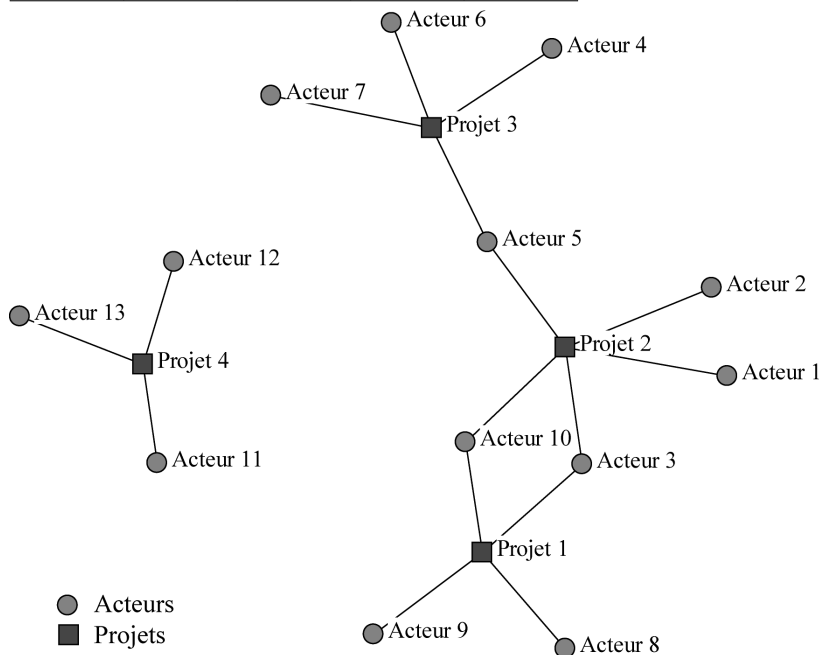 Acteur 6
Acteur 4
Acteur 7
Projet 3
Acteur 5
Acteur 12
Acteur 2
Acteur 13
Projet 2
Projet 4
Acteur 1
Acteur 10
Acteur 11
Acteur 3
Projet 1
Acteurs
Acteur 9
Projets
Acteur 8